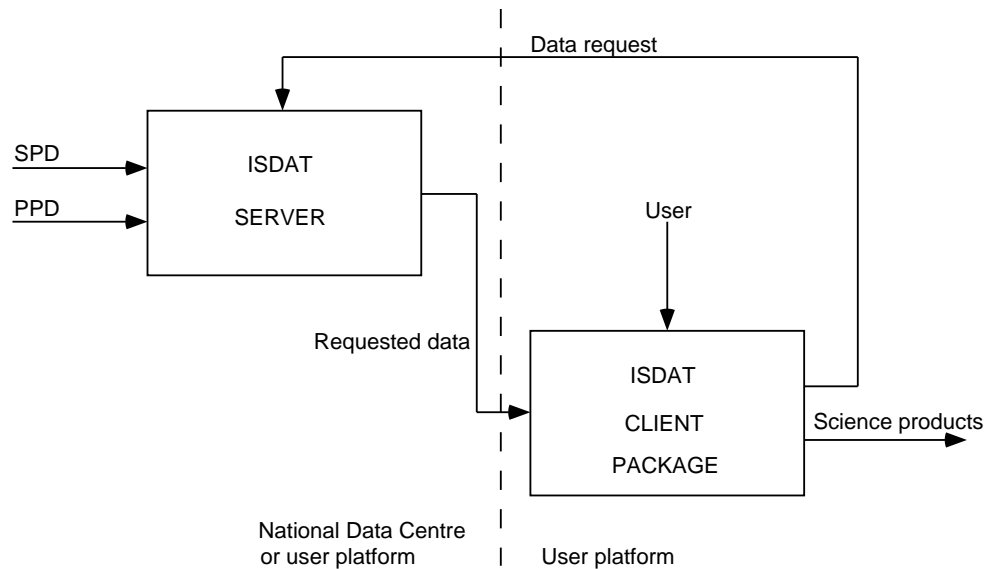 Data request
SPD
ISDAT
PPD
SERVER
User
Requested data
ISDAT
CLIENT
Science products
PACKAGE
National Data Centre
or user platform
User platform